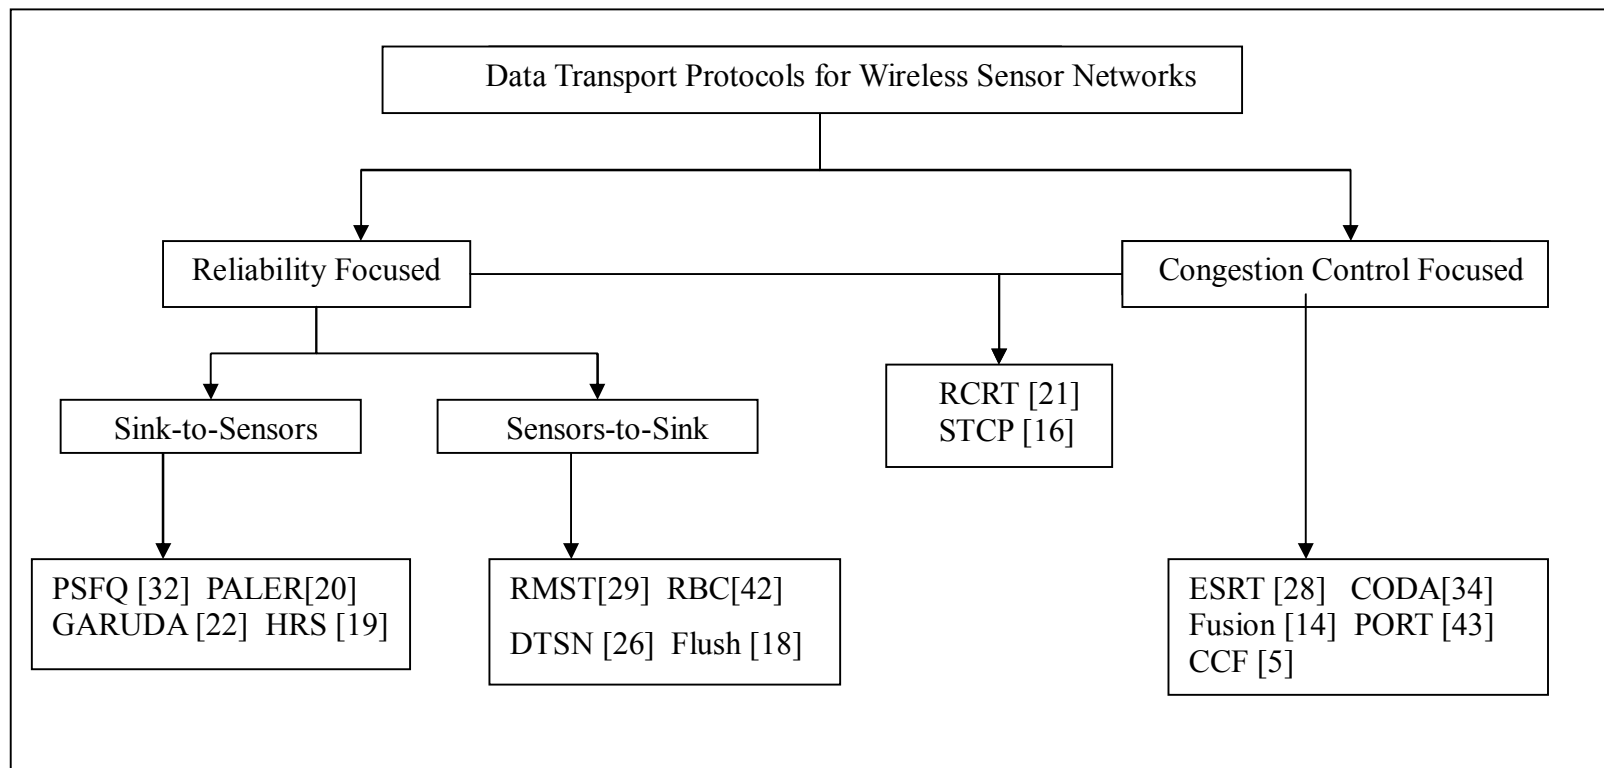 Data Transport Protocols for Wireless Sensor Networks
Reliability Focused
Congestion Control Focused
RCRT [21]
STCP [16]
Sink-to-Sensors
Sensors-to-Sink
PSFQ [32] PALER[20]
GARUDA [22] HRS [19]
RMST[29] RBC[42]
DTSN [26] Flush [18]
ESRT [28] CODA[34]
Fusion [14] PORT [43]
CCF [5]